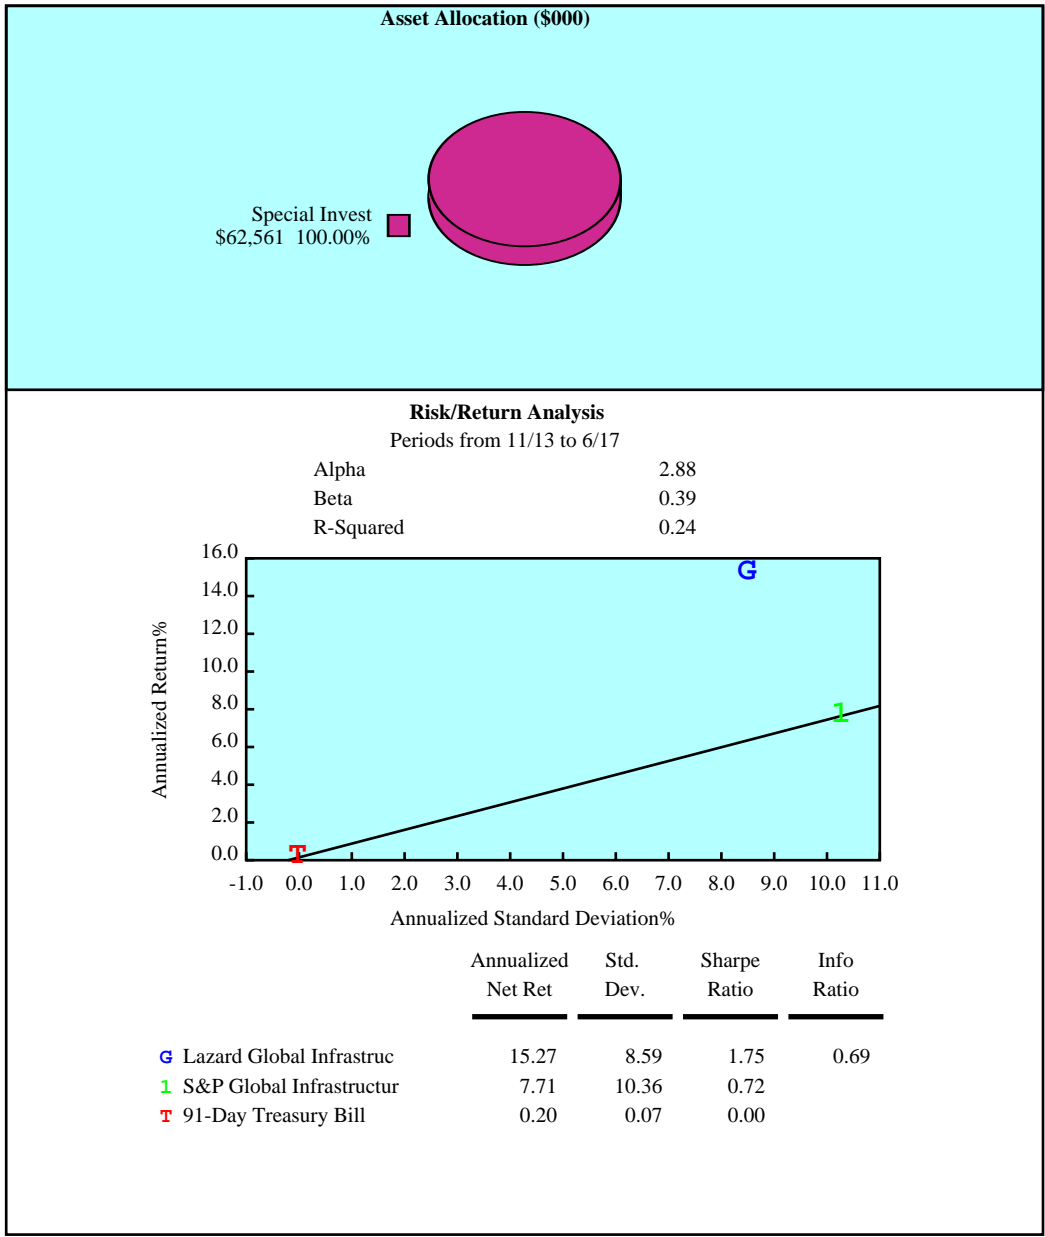 Asset Allocation ($000)
Special Invest
$62,561 100.00%
Risk/Return Analysis
Periods from 11/13 to 6/17
Alpha 2.88
Beta 0.39
R-Squared 0.24
16.0
14.0
12.0
10.0
8.0
6.0
4.0
2.0
0.0
Annualized Return%
G
1
T
-1.0 0.0 1.0 2.0 3.0 4.0 5.0 6.0 7.0 8.0 9.0 10.0 11.0
Annualized Standard Deviation%
Annualized Std. Sharpe Info
Net Ret Dev. Ratio Ratio
G Lazard Global Infrastruc 15.27 8.59 1.75 0.69
1 S&P Global Infrastructur 7.71 10.36 0.72
T 91-Day Treasury Bill 0.20 0.07 0.00